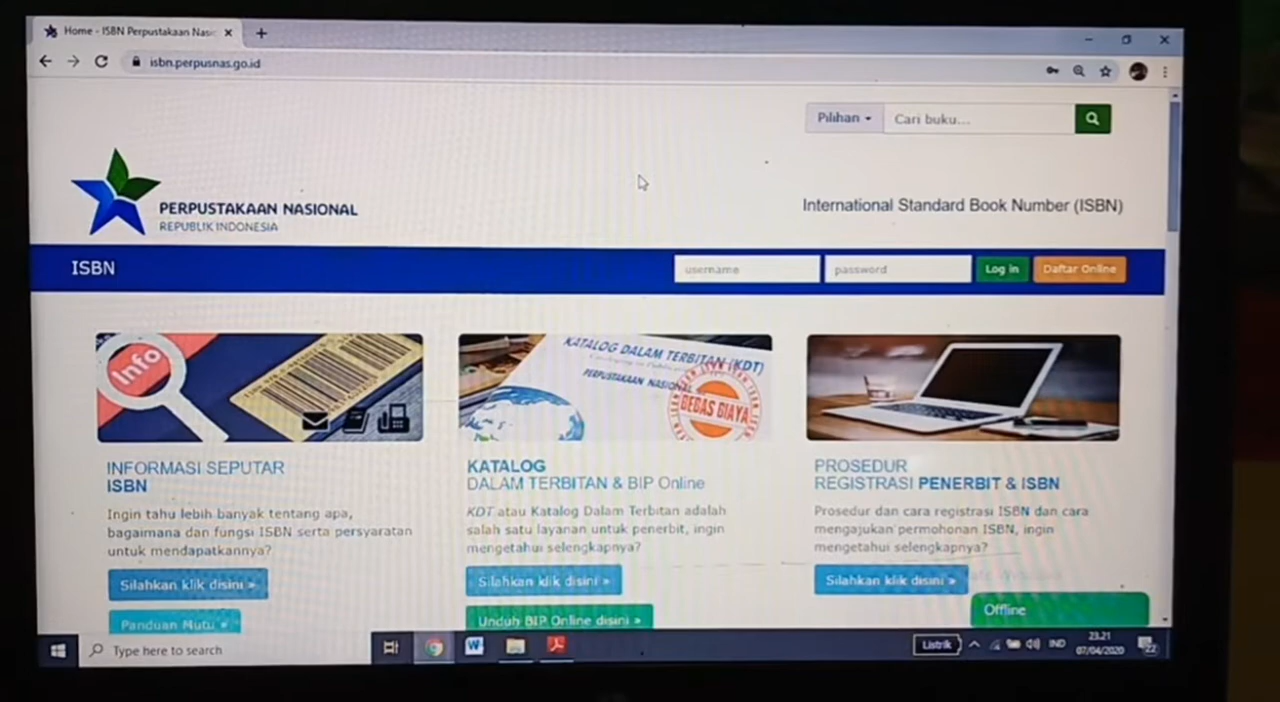 Home - ISBN Perpustakaan Nasi
isbn.perpusnas.go.id
Pilihan
Cari buku...
PERPUSTAKAAN NASIONAL
REPUBLIK INDONESIA
International Standard Book Number (ISBN)
ISBN
username
password
Log in
Daftar Online
Info
KATALOG DALAM TERBITAN (KDT)
PERPUSTAKAAN NASIONAL
BEBAS BIAYA
INFORMASI SEPUTAR
ISBN
Ingin tahu lebih banyak tentang apa,
bagaimana dan fungsi ISBN serta persyaratan
untuk mendapatkannya?
Silahkan klik disini »
Panduan Mutu »
KATALOG
DALAM TERBITAN & BIP Online
KDT atau Katalog Dalam Terbitan adalah
salah satu layanan untuk penerbit, ingin
mengetahui selengkapnya?
Silahkan klik disini »
Unduh BIP Online disini »
PROSEDUR
REGISTRASI PENERBIT & ISBN
Prosedur dan cara registrasi ISBN dan cara
mengajukan permohonan ISBN, ingin
mengetahui selengkapnya?
Silahkan klik disini »
Offline
Type here to search
Listrik
IND
23.21
07/04/2020
22